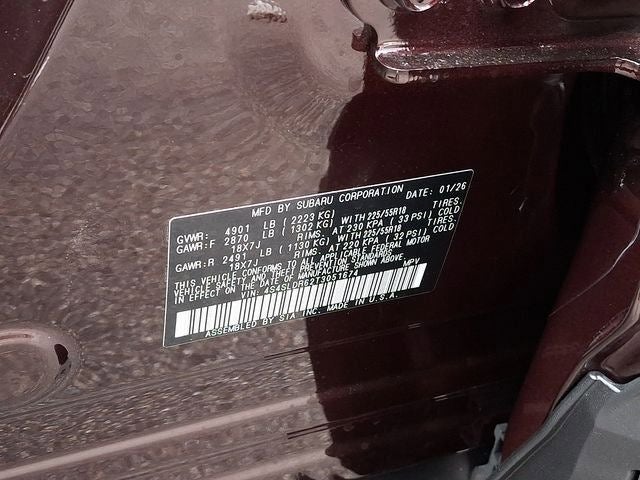 MFD BY SUBARU CORPORATION DATE: 01/26
GVWR: 4901 LB (2223 KG)
GAWR:F 2870 LB (1302 KG) WITH 225/55R18 TIRES.
18X7J RIMS. AT 230 KPA (33 PSI) COLD
GAWR:R 2491 LB (1130 KG) WITH 225/55R18 TIRES.
18X7J RIMS. AT 220 KPA (32 PSI) COLD
THIS VEHICLE CONFORMS TO ALL APPLICABLE FEDERAL MOTOR
VEHICLE SAFETY AND THEFT PREVENTION STANDARDS
IN EFFECT ON THE DATE OF MANUFACTURE SHOWN ABOVE.
VIN: 4S4SLDR62T3051674 MPV
ASSEMBLED BY SIA INC. MADE IN U.S.A.